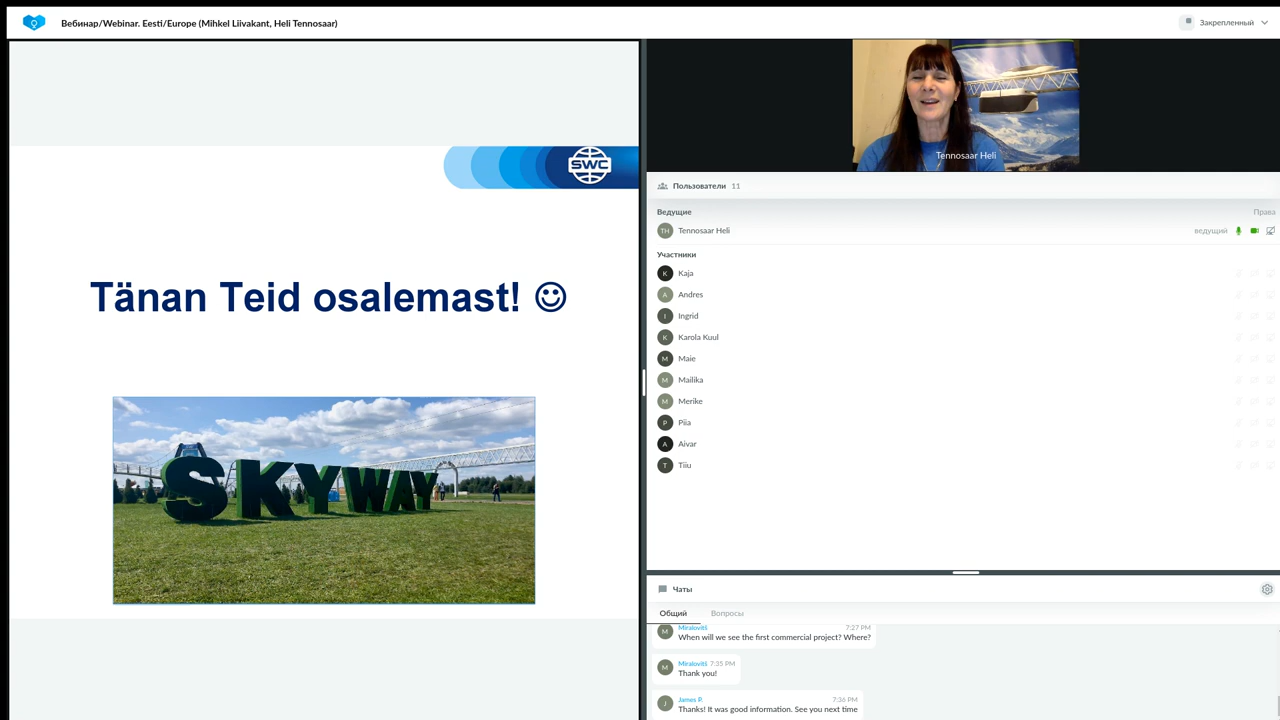 Вебинар/Webinar. Eesti/Europe (Mihkel Liivakant, Heli Tennosaar)
Закрепленный
SWC
Tänan Teid osalemast! ☺
SKYWAY
Tennosaar Heli
Пользователи 11
Ведущие Права
TH Tennosaar Heli ведущий
Участники
K Kaja
A Andres
I Ingrid
K Karola Kuul
M Maie
M Mailika
M Merike
P Piia
A Aivar
T Tiiu
Чаты
Общий Вопросы
M Miralovitš 7:27 PM
When will we see the first commercial project? Where?
M Miralovitš 7:35 PM
Thank you!
J James P. 7:36 PM
Thanks! It was good information. See you next time